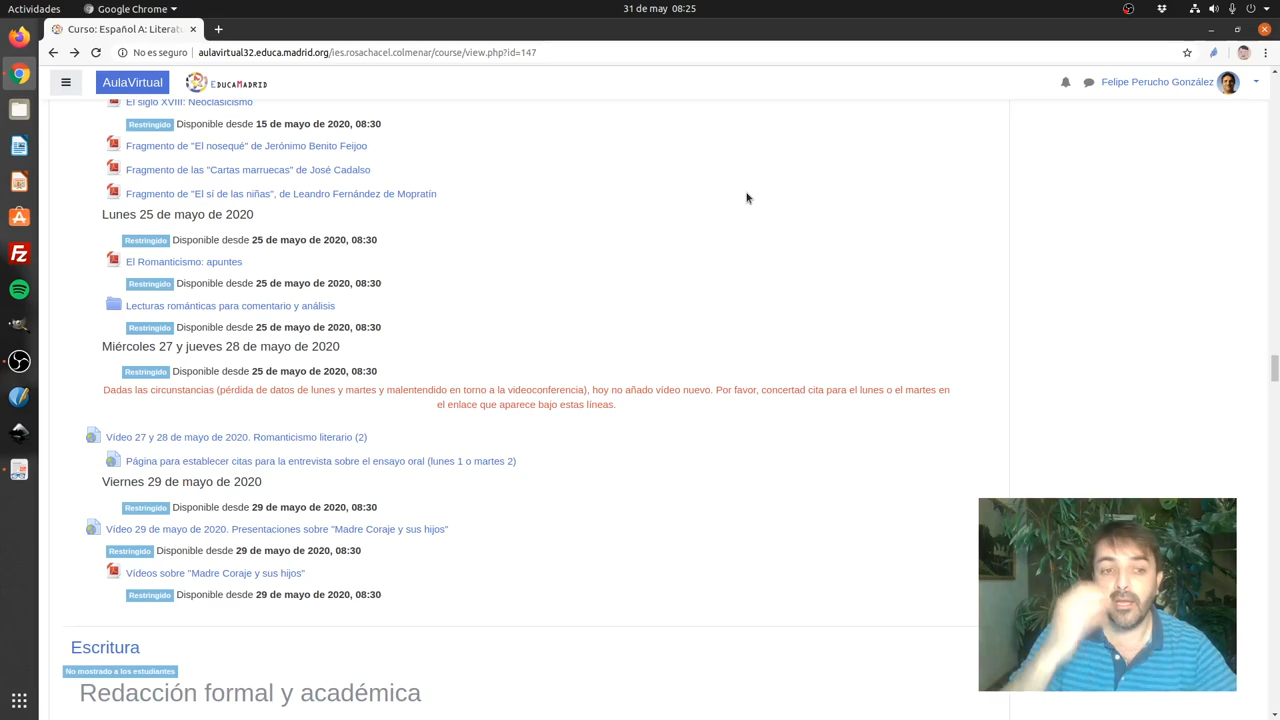 Actividades
Google Chrome
31 de may 08:25
Curso: Español A: Literatu
No es seguro
aulavirtual32.educa.madrid.org/ies.rosachacel.colmenar/course/view.php?id=147
AulaVirtual
EDUCAMADRID
Felipe Perucho González
El siglo XVIII: Neoclasicismo
Restringido Disponible desde 15 de mayo de 2020, 08:30
Fragmento de "El nosequé" de Jerónimo Benito Feijoo
Fragmento de las "Cartas marruecas" de José Cadalso
Fragmento de "El sí de las niñas", de Leandro Fernández de Mopratín
Lunes 25 de mayo de 2020
Restringido Disponible desde 25 de mayo de 2020, 08:30
El Romanticismo: apuntes
Restringido Disponible desde 25 de mayo de 2020, 08:30
Lecturas románticas para comentario y análisis
Restringido Disponible desde 25 de mayo de 2020, 08:30
Miércoles 27 y jueves 28 de mayo de 2020
Restringido Disponible desde 25 de mayo de 2020, 08:30
Dadas las circunstancias (pérdida de datos de lunes y martes y malentendido en torno a la videoconferencia), hoy no añado vídeo nuevo. Por favor, concertad cita para el lunes o el martes en
el enlace que aparece bajo estas líneas.
Vídeo 27 y 28 de mayo de 2020. Romanticismo literario (2)
Página para establecer citas para la entrevista sobre el ensayo oral (lunes 1 o martes 2)
Viernes 29 de mayo de 2020
Restringido Disponible desde 29 de mayo de 2020, 08:30
Vídeo 29 de mayo de 2020. Presentaciones sobre "Madre Coraje y sus hijos"
Restringido Disponible desde 29 de mayo de 2020, 08:30
Vídeos sobre "Madre Coraje y sus hijos"
Restringido Disponible desde 29 de mayo de 2020, 08:30
Escritura
No mostrado a los estudiantes
Redacción formal y académica